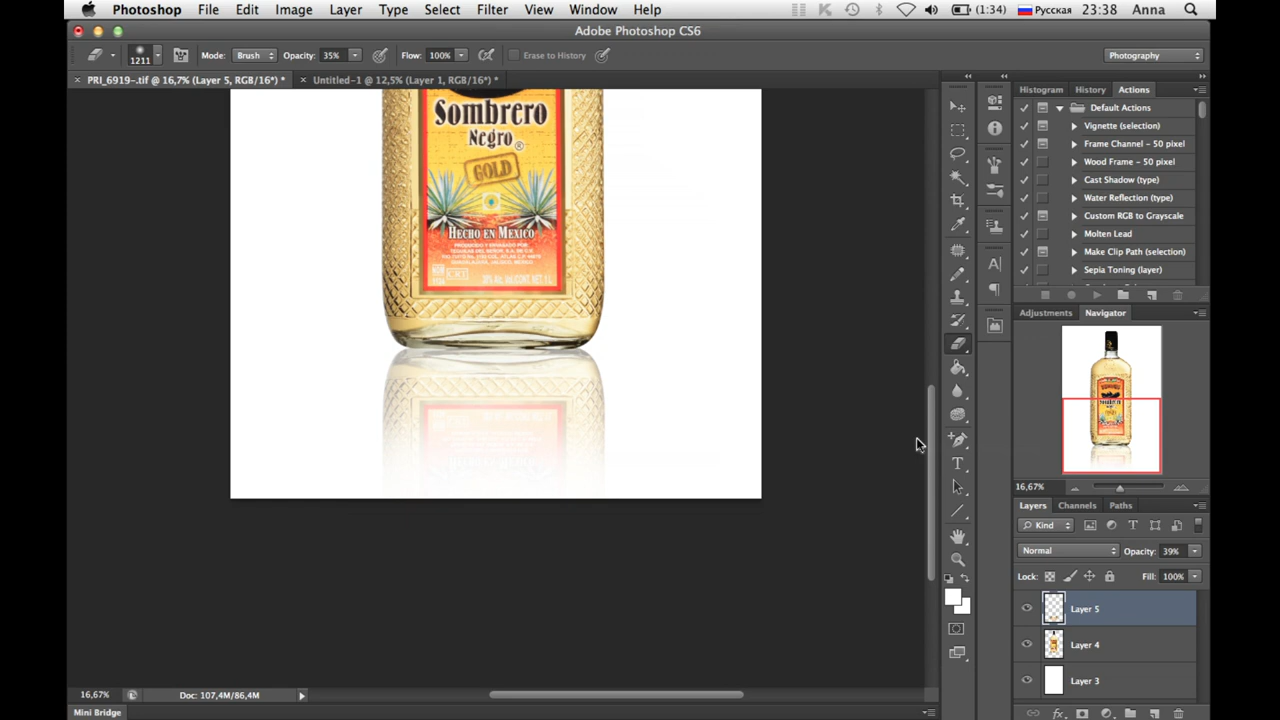 Photoshop File Edit Image Layer Type Select Filter View Window Help (1:34) Русская 23:38 Anna
Adobe Photoshop CS6
1211 Mode: Brush Opacity: 35% Flow: 100% Erase to History Photography
× PRI_6919-.tif @ 16,7% (Layer 5, RGB/16*) * × Untitled-1 @ 12,5% (Layer 1, RGB/16*) *
Histogram History Actions
Default Actions
Vignette (selection)
Frame Channel - 50 pixel
Wood Frame - 50 pixel
Cast Shadow (type)
Water Reflection (type)
Custom RGB to Grayscale
Molten Lead
Make Clip Path (selection)
Sepia Toning (layer)
Sombrero
Negro ®
GOLD
HECHO EN MEXICO
Adjustments Navigator
16,67%
Layers Channels Paths
Kind
Normal Opacity: 39%
Lock: Fill: 100%
Layer 5
Layer 4
Layer 3
16,67% Doc: 107,4M/86,4M
Mini Bridge